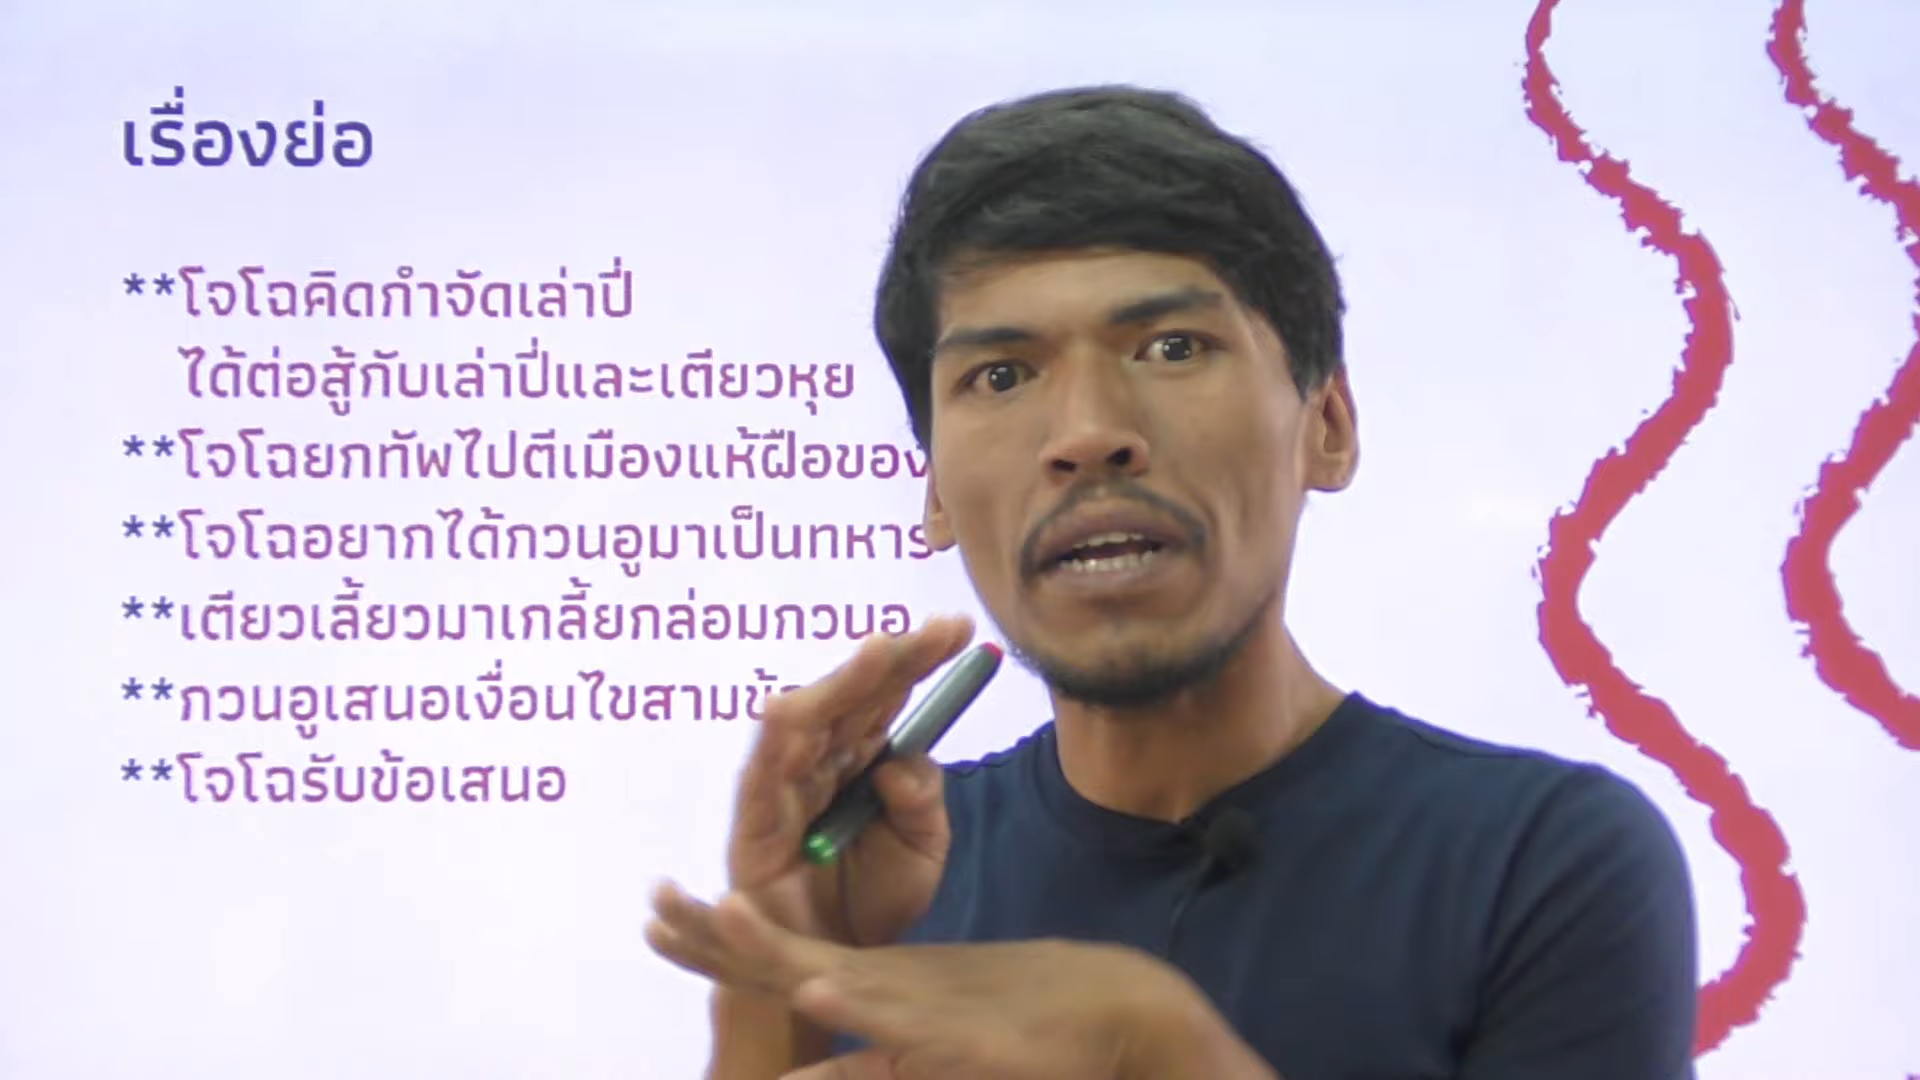 เรื่องย่อ
**โจโฉคิดกำจัดเล่าปี่
ได้ต่อสู้กับเล่าปี่และเตียวหุย
**โจโฉยกทัพไปตีเมืองแห้ฝือของ
**โจโฉอยากได้กวนอูมาเป็นทหาร
**เตียวเลี้ยวมาเกลี้ยกล่อม
**กวนอูเสนอเงื่อนไขสาม
**โจโฉรับข้อเสนอ